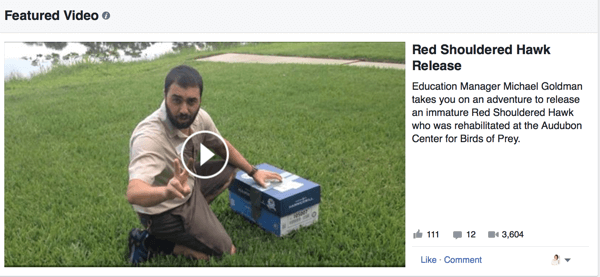 Featured Video
Red Shouldered Hawk
Release
Education Manager Michael Goldman
takes you on an adventure to release
an immature Red Shouldered Hawk
who was rehabilitated at the Audubon
Center for Birds of Prey.
111 12 3,604
Like · Comment